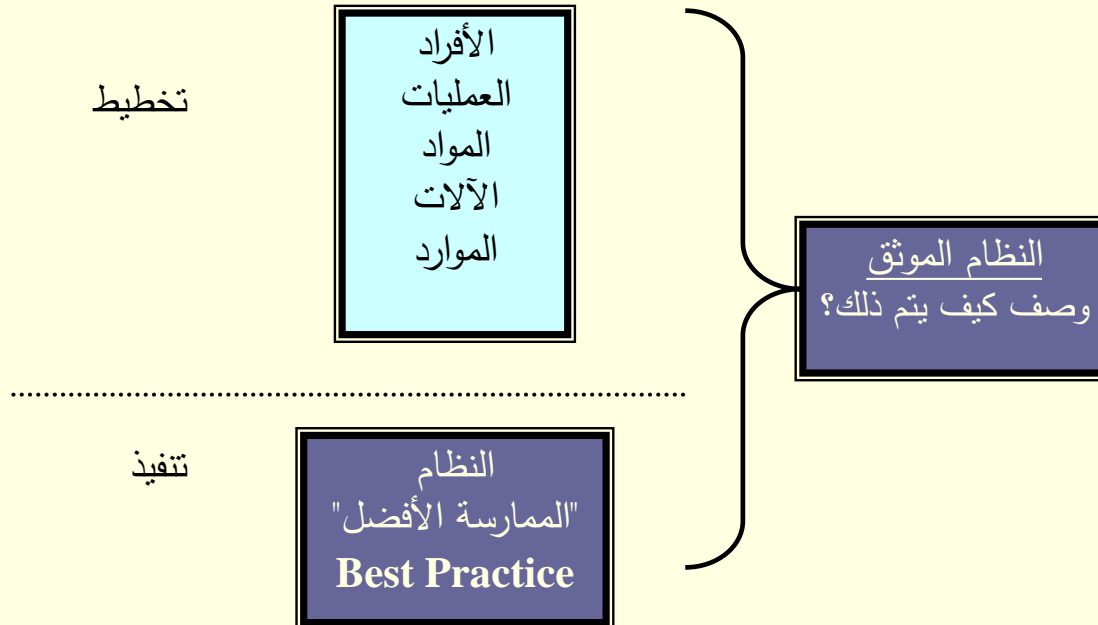 الأفراد
العمليات
المواد
الآلات
الموارد
تخطيط
النظام الموثق
وصف كيف يتم ذلك؟
تنفيذ
النظام
"الممارسة الأفضل"
Best Practice